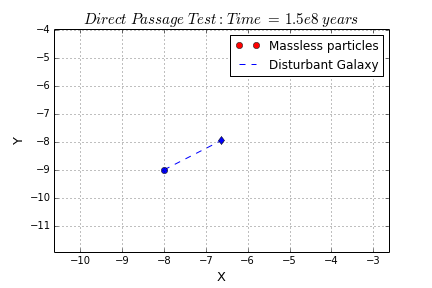 Direct Passage Test: Time = 1.5e8 years
Massless particles
Disturbant Galaxy
−4
−5
−6
−7
−8
−9
−10
−11
Y
−10 −9 −8 −7 −6 −5 −4 −3
X